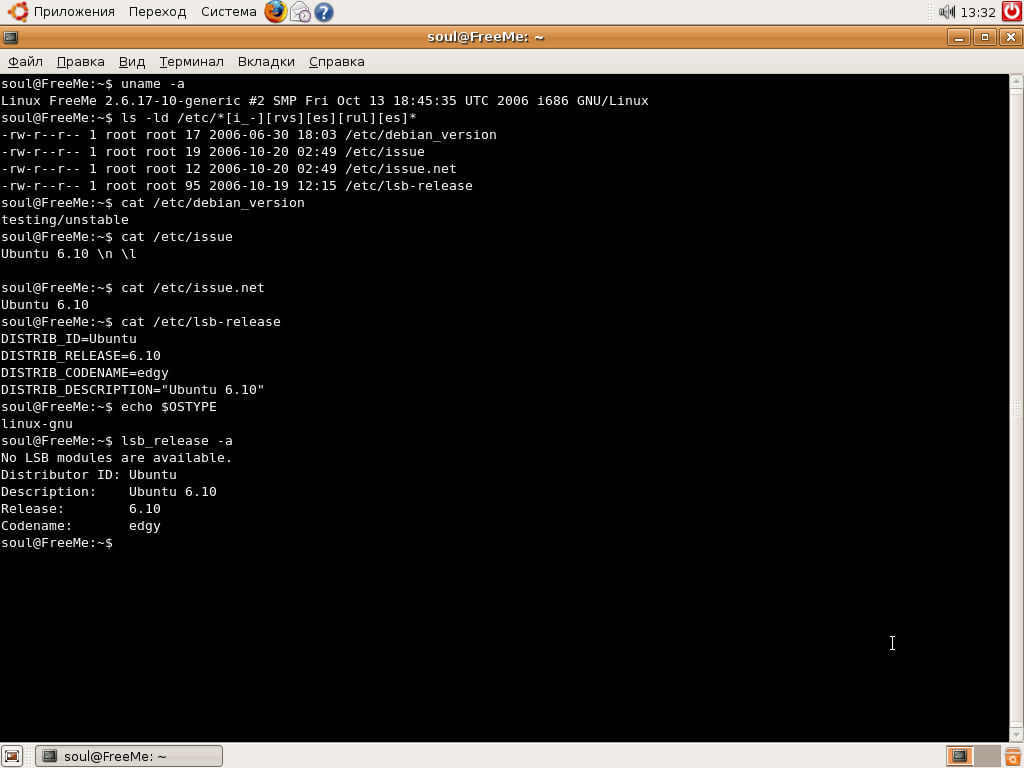 Приложения Переход Система 13:32
soul@FreeMe: ~
Файл Правка Вид Терминал Вкладки Справка
soul@FreeMe:~$ uname -a
Linux FreeMe 2.6.17-10-generic #2 SMP Fri Oct 13 18:45:35 UTC 2006 i686 GNU/Linux
soul@FreeMe:~$ ls -ld /etc/*[i_-][rvs][es][rul][es]*
-rw-r--r-- 1 root root 17 2006-06-30 18:03 /etc/debian_version
-rw-r--r-- 1 root root 19 2006-10-20 02:49 /etc/issue
-rw-r--r-- 1 root root 12 2006-10-20 02:49 /etc/issue.net
-rw-r--r-- 1 root root 95 2006-10-19 12:15 /etc/lsb-release
soul@FreeMe:~$ cat /etc/debian_version
testing/unstable
soul@FreeMe:~$ cat /etc/issue
Ubuntu 6.10 \n \l
soul@FreeMe:~$ cat /etc/issue.net
Ubuntu 6.10
soul@FreeMe:~$ cat /etc/lsb-release
DISTRIB_ID=Ubuntu
DISTRIB_RELEASE=6.10
DISTRIB_CODENAME=edgy
DISTRIB_DESCRIPTION="Ubuntu 6.10"
soul@FreeMe:~$ echo $OSTYPE
linux-gnu
soul@FreeMe:~$ lsb_release -a
No LSB modules are available.
Distributor ID: Ubuntu
Description:    Ubuntu 6.10
Release:        6.10
Codename:       edgy
soul@FreeMe:~$
soul@FreeMe: ~